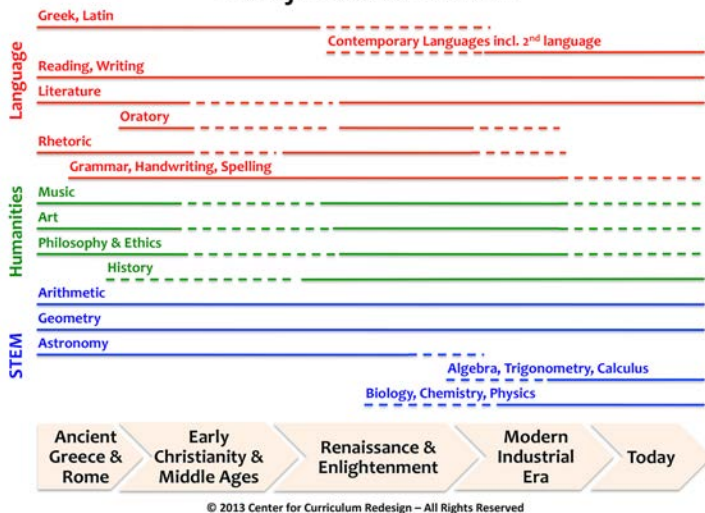 Greek, Latin
Contemporary Languages incl. 2nd language
Reading, Writing
Literature
Oratory
Rhetoric
Grammar, Handwriting, Spelling
Language
Music
Art
Philosophy & Ethics
History
Humanities
Arithmetic
Geometry
Astronomy
Algebra, Trigonometry, Calculus
Biology, Chemistry, Physics
STEM
Ancient
Greece &
Rome
Early
Christianity &
Middle Ages
Renaissance &
Enlightenment
Modern
Industrial
Era
Today
© 2013 Center for Curriculum Redesign – All Rights Reserved